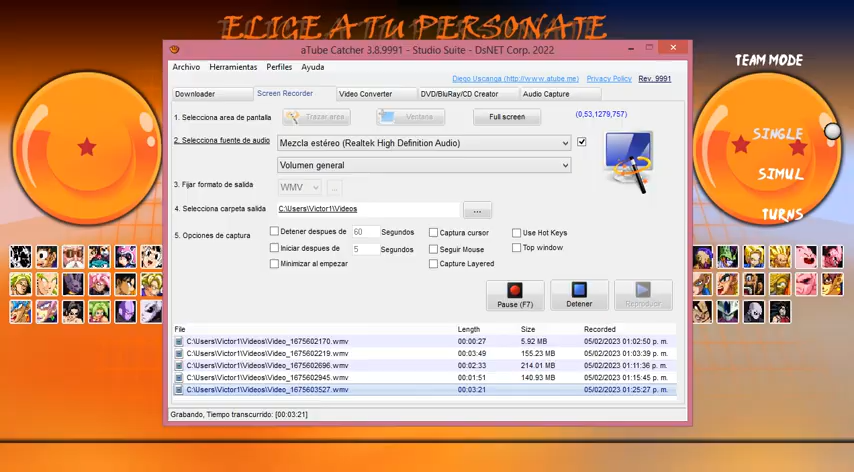 ELIGE A TU PERSONAJE
aTube Catcher 3.8.9991 - Studio Suite - DsNET Corp. 2022
TEAM MODE
SINGLE
SIMUL
TURNS
Archivo Herramientas Perfiles Ayuda
Diego Uscanga (http://www.atube.me) Privacy Policy Rev. 9991
Downloader Screen Recorder Video Converter DVD/BluRay/CD Creator Audio Capture
1. Selecciona area de pantalla Trazar area Ventana Full screen (0,53,1279,757)
2. Selecciona fuente de audio Mezcla estéreo (Realtek High Definition Audio)
Volumen general
3. Fijar formato de salida WMV ...
4. Selecciona carpeta salida C:\Users\Victor1\Videos ...
5. Opciones de captura
Detener despues de 60 Segundos Captura cursor Use Hot Keys
Iniciar despues de 5 Segundos Seguir Mouse Top window
Minimizar al empezar Capture Layered
Pause (F7) Detener Reproducir
File Length Size Recorded
C:\Users\Victor1\Videos\Video_1675602170.wmv 00:00:27 5.92 MB 05/02/2023 01:02:50 p. m.
C:\Users\Victor1\Videos\Video_1675602219.wmv 00:03:49 155.23 MB 05/02/2023 01:03:39 p. m.
C:\Users\Victor1\Videos\Video_1675602696.wmv 00:02:33 214.01 MB 05/02/2023 01:11:36 p. m.
C:\Users\Victor1\Videos\Video_1675602945.wmv 00:01:51 140.93 MB 05/02/2023 01:15:45 p. m.
C:\Users\Victor1\Videos\Video_1675603527.wmv 00:03:21 05/02/2023 01:25:27 p. m.
Grabando, Tiempo transcurrido: [00:03:21]